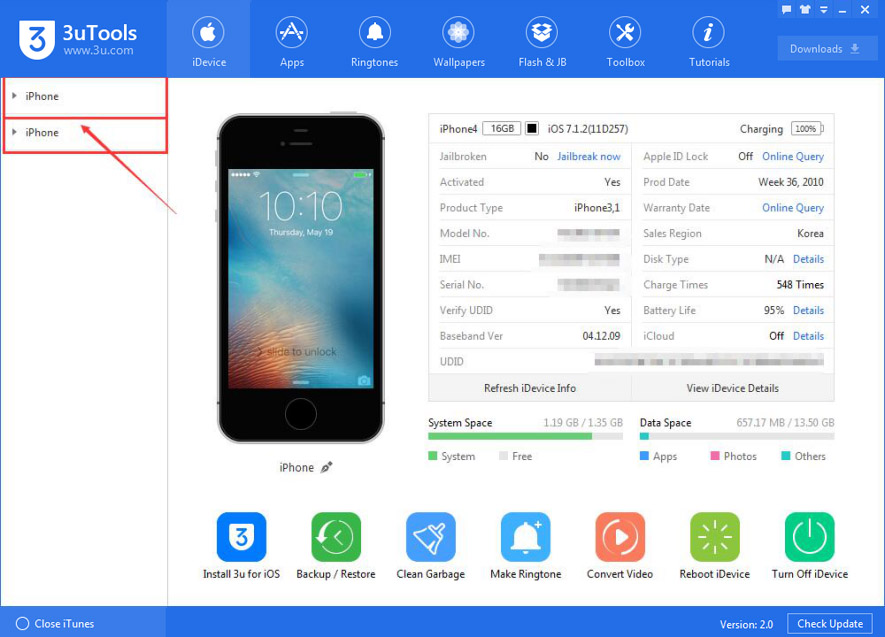 3 3uTools
www.3u.com
iDevice
Apps
Ringtones
Wallpapers
Flash & JB
Toolbox
Tutorials
Downloads
iPhone
iPhone
10:10
Thursday, May 19
slide to unlock
iPhone
iPhone4 16GB iOS 7.1.2(11D257) Charging 100%
Jailbroken No Jailbreak now Apple ID Lock Off Online Query
Activated Yes Prod Date Week 36, 2010
Product Type iPhone3,1 Warranty Date Online Query
Model No. Sales Region Korea
IMEI Disk Type N/A Details
Serial No. Charge Times 548 Times
Verify UDID Yes Battery Life 95% Details
Baseband Ver 04.12.09 iCloud Off Details
UDID
Refresh iDevice Info View iDevice Details
System Space 1.19 GB / 1.35 GB Data Space 657.17 MB / 13.50 GB
System Free Apps Photos Others
3
Install 3u for iOS
Backup / Restore
Clean Garbage
Make Ringtone
Convert Video
Reboot iDevice
Turn Off iDevice
Close iTunes
Version: 2.0 Check Update